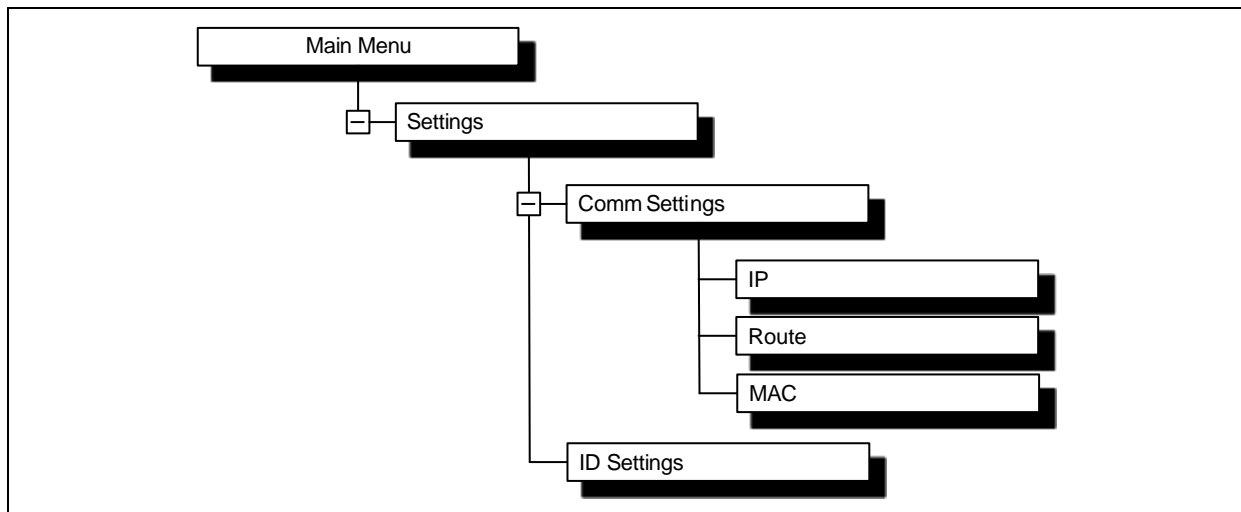 Main Menu
Settings
Comm Settings
IP
Route
MAC
ID Settings